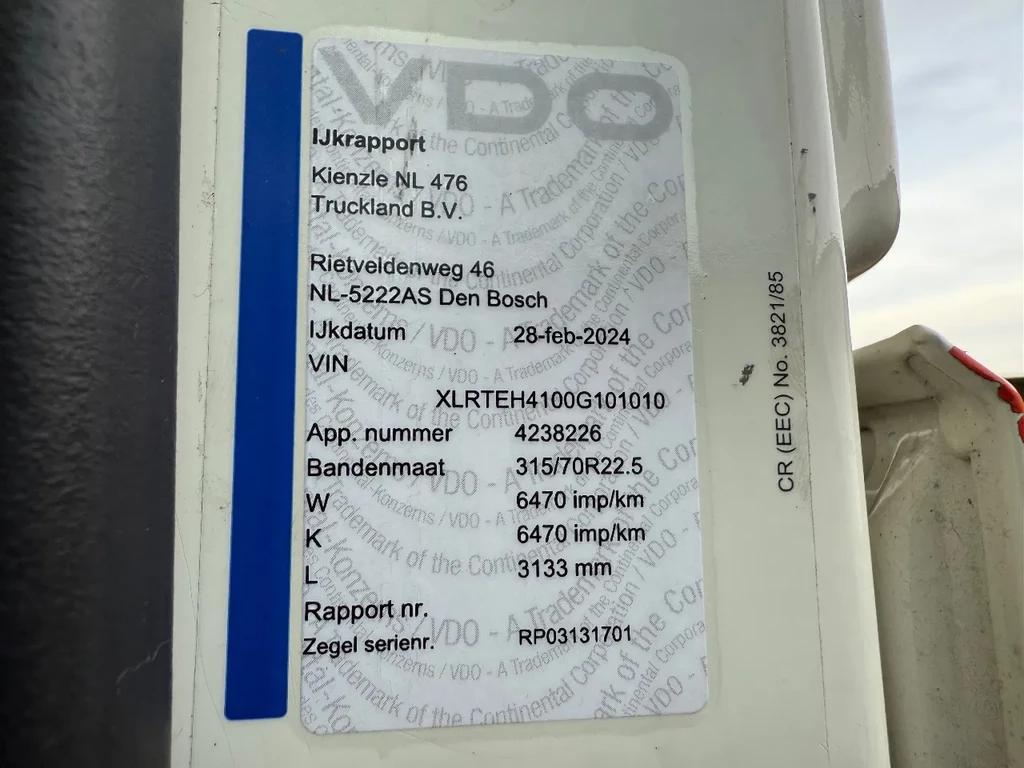 VDO
IJkrapport
Kienzle NL 476
Truckland B.V.
Rietveldenweg 46
NL-5222AS Den Bosch
IJkdatum 28-feb-2024
VIN
XLRTEH4100G101010
App. nummer 4238226
Bandenmaat 315/70R22.5
W 6470 imp/km
K 6470 imp/km
L 3133 mm
Rapport nr.
Zegel serienr. RP03131701
CR (EEC) No. 3821/85